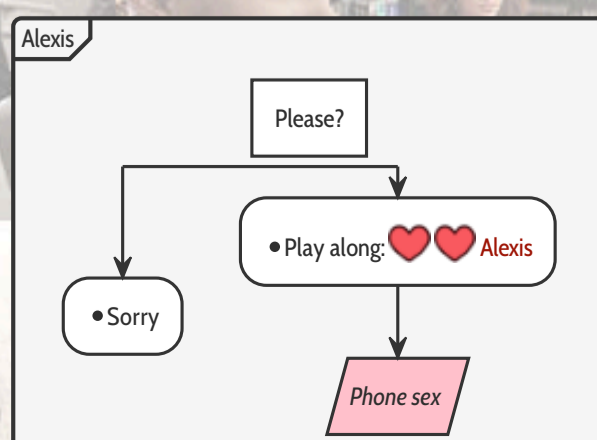 Alexis
Please?
•Play along: Alexis
•Sorry
Phone sex